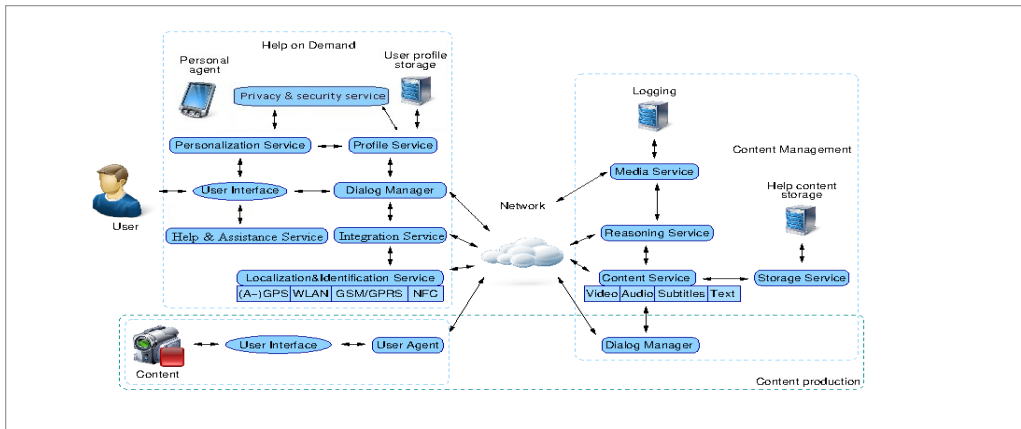 Help on Demand
Personal
agent
User profile
storage
Privacy & security service
Personalization Service
Profile Service
User
User Interface
Dialog Manager
Help & Assistance Service
Integration Service
Localization&Identification Service
(A-)GPS WLAN GSM/GPRS NFC
Network
Logging
Content Management
Media Service
Help content
storage
Reasoning Service
Content Service
Storage Service
Video Audio Subtitles Text
Content
User Interface
User Agent
Dialog Manager
Content production